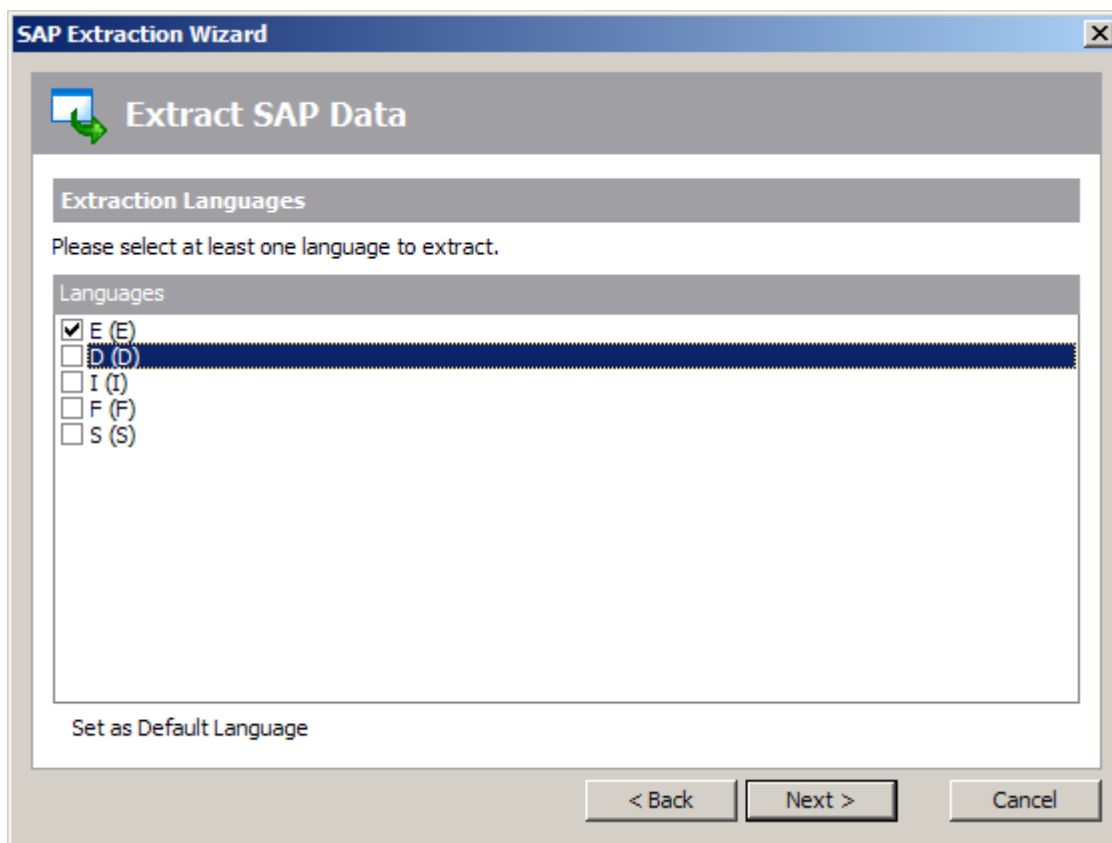 SAP Extraction Wizard
Extract SAP Data
Extraction Languages
Please select at least one language to extract.
Languages
E (E)
D (D)
I (I)
F (F)
S (S)
Set as Default Language
< Back Next > Cancel